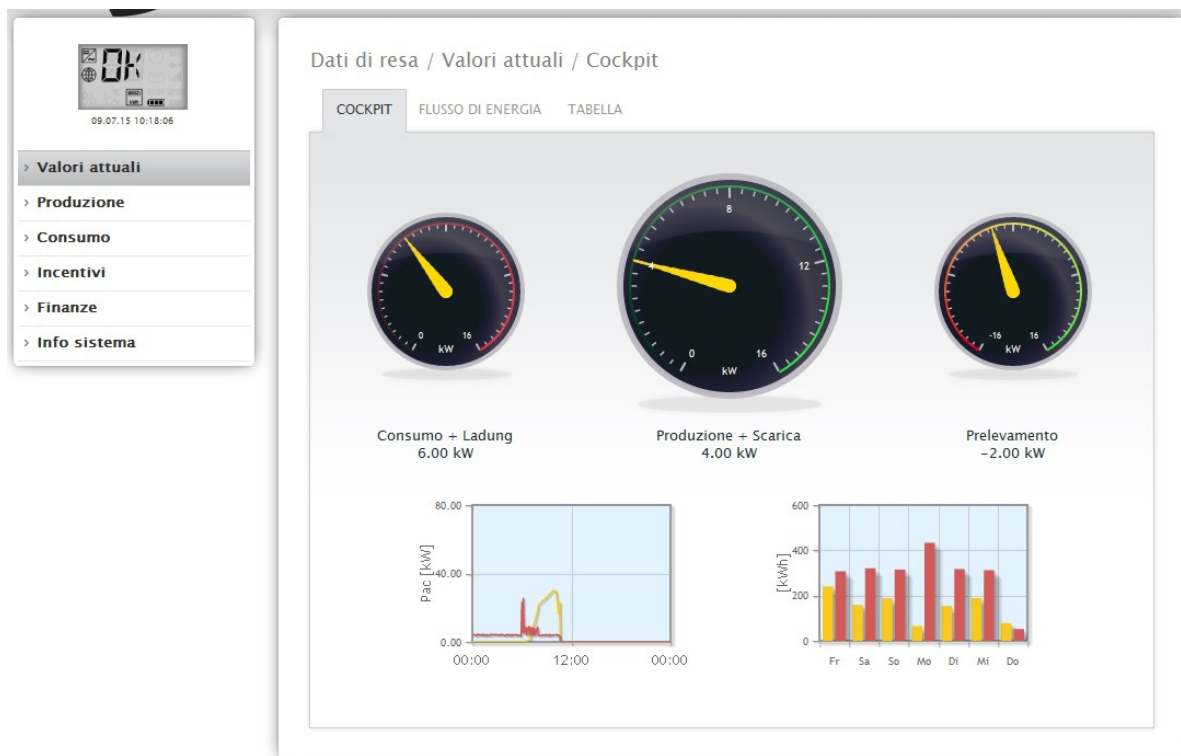 OK
09.07.15 10:18:06
› Valori attuali
› Produzione
› Consumo
› Incentivi
› Finanze
› Info sistema
Dati di resa / Valori attuali / Cockpit
COCKPIT FLUSSO DI ENERGIA TABELLA
0 16
kW
4 8 12
0 16
kW
-16 16
kW
Consumo + Ladung
6.00 kW
Produzione + Scarica
4.00 kW
Prelevamento
-2.00 kW
Pac [kW]
80.00
40.00
0.00
00:00 12:00 00:00
[kWh]
600
400
200
0
Fr Sa So Mo Di Mi Do